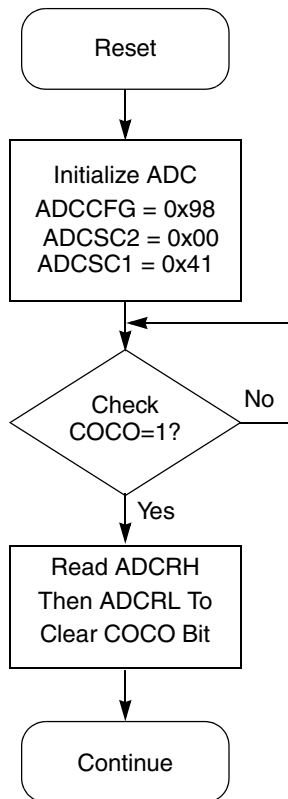 Reset
Initialize ADC
ADCCFG = 0x98
ADCSC2 = 0x00
ADCSC1 = 0x41
Check
COCO=1?
No
Yes
Read ADCRH
Then ADCRL To
Clear COCO Bit
Continue